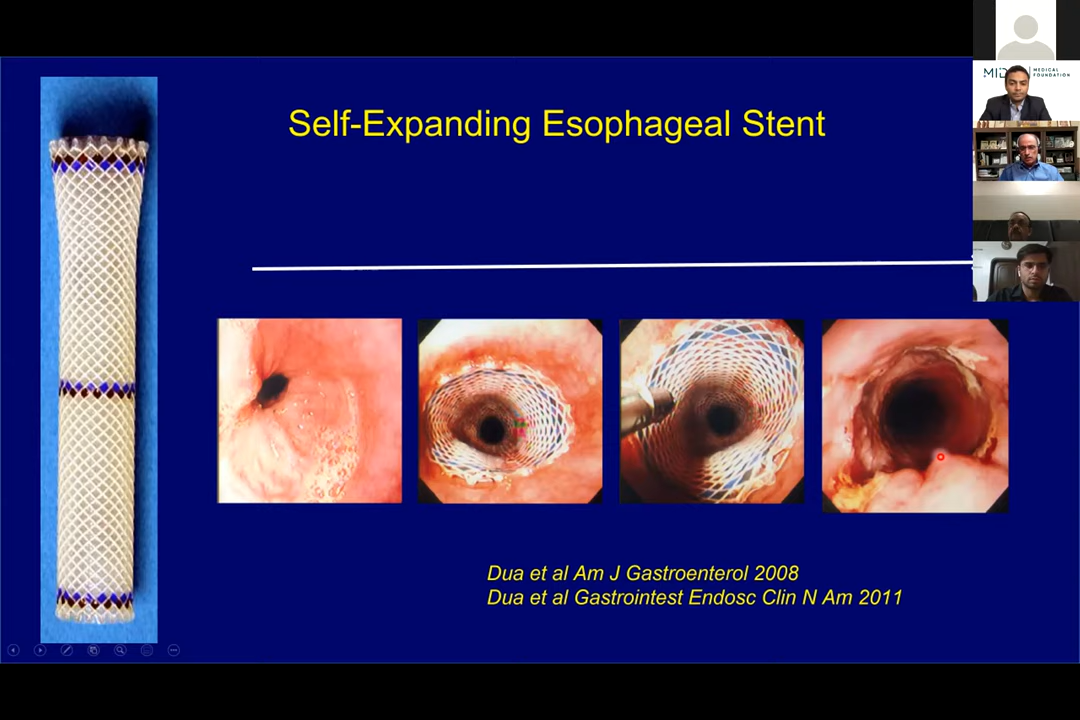 Self-Expanding Esophageal Stent
Dua et al Am J Gastroenterol 2008
Dua et al Gastrointest Endosc Clin N Am 2011
MEDICAL
FOUNDATION